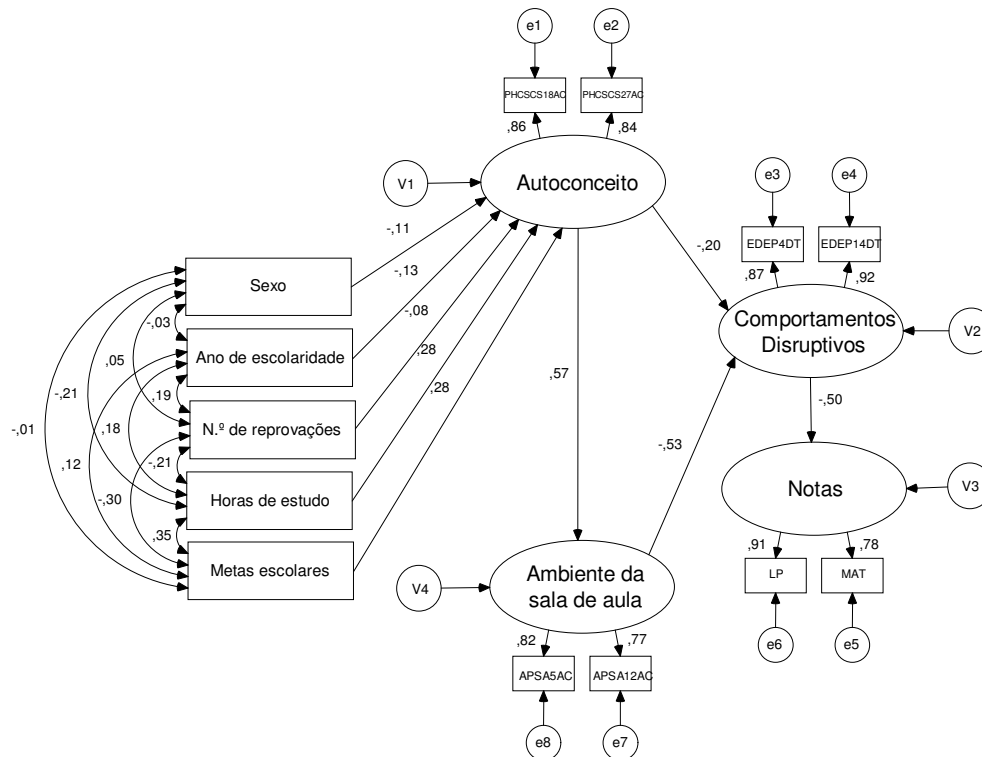 e1
e2
PHCSCS18AC
PHCSCS27AC
,86
,84
V1
Autoconceito
e3
e4
EDEP4DT
EDEP14DT
,87
,92
-,11
-,13
-,08
,28
,28
-,20
Comportamentos
Disruptivos
V2
Sexo
Ano de escolaridade
N.º de reprovações
Horas de estudo
Metas escolares
-,03
,05
-,21
,19
-,01
,18
,12
-,21
-,30
,35
,57
-,53
-,50
Notas
V3
,91
,78
LP
MAT
e6
e5
V4
Ambiente da
sala de aula
,82
,77
APSA5AC
APSA12AC
e8
e7